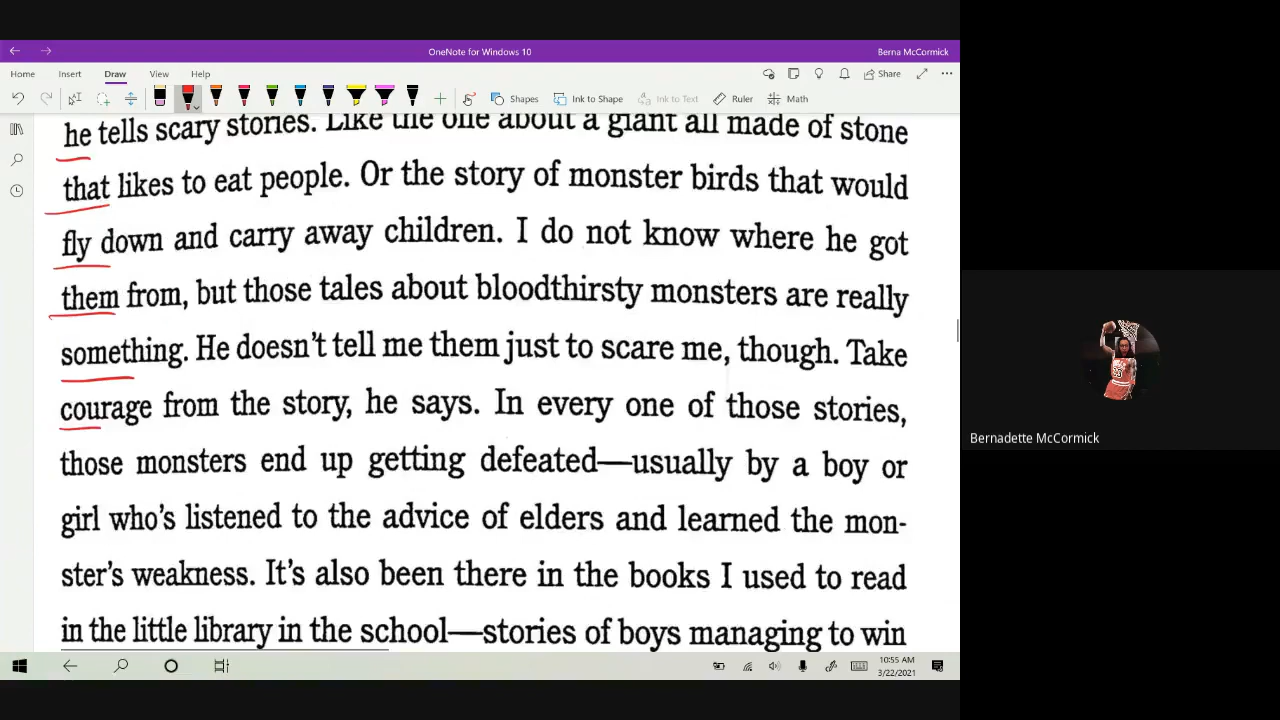 OneNote for Windows 10
Berna McCormick
Home Insert Draw View Help
Share
Shapes Ink to Shape Ink to Text Ruler Math
he tells scary stories. Like the one about a giant all made of stone
that likes to eat people. Or the story of monster birds that would
fly down and carry away children. I do not know where he got
them from, but those tales about bloodthirsty monsters are really
something. He doesn't tell me them just to scare me, though. Take
courage from the story, he says. In every one of those stories,
those monsters end up getting defeated—usually by a boy or
girl who's listened to the advice of elders and learned the mon-
ster's weakness. It's also been there in the books I used to read
in the little library in the school—stories of boys managing to win
Bernadette McCormick
10:55 AM
3/22/2021